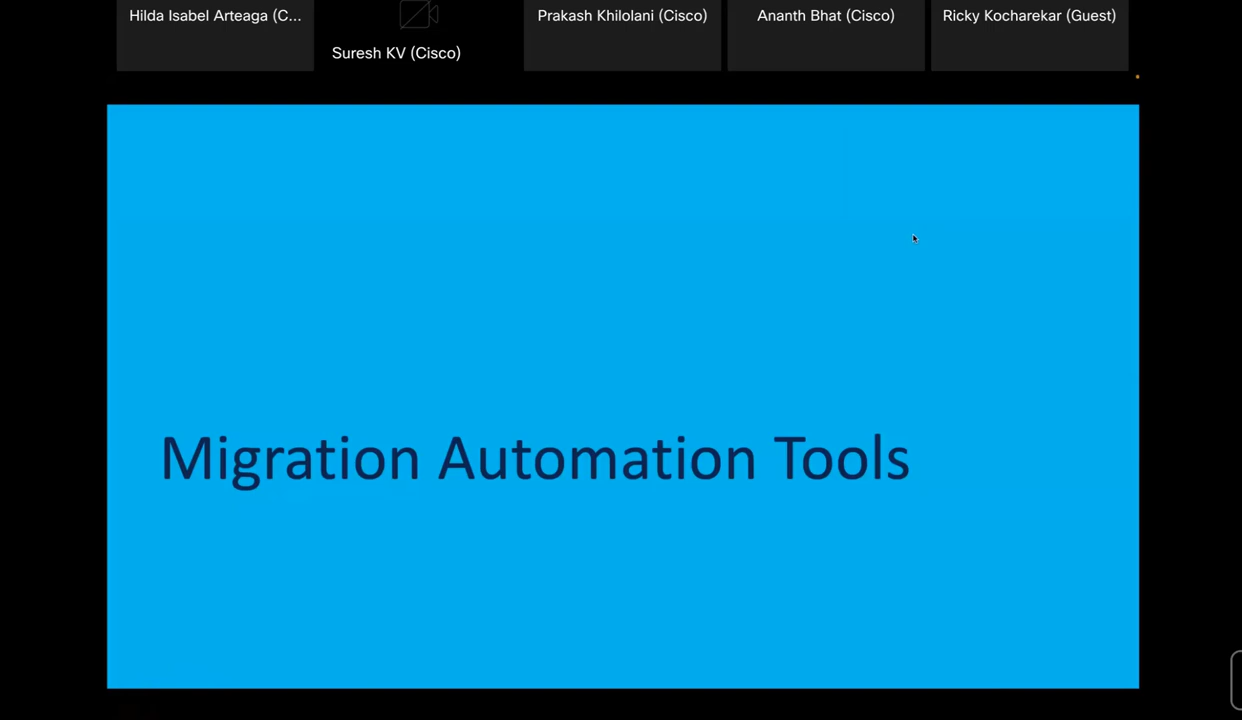 Hilda Isabel Arteaga (C...
Suresh KV (Cisco)
Prakash Khilolani (Cisco)
Ananth Bhat (Cisco)
Ricky Kocharekar (Guest)
Migration Automation Tools